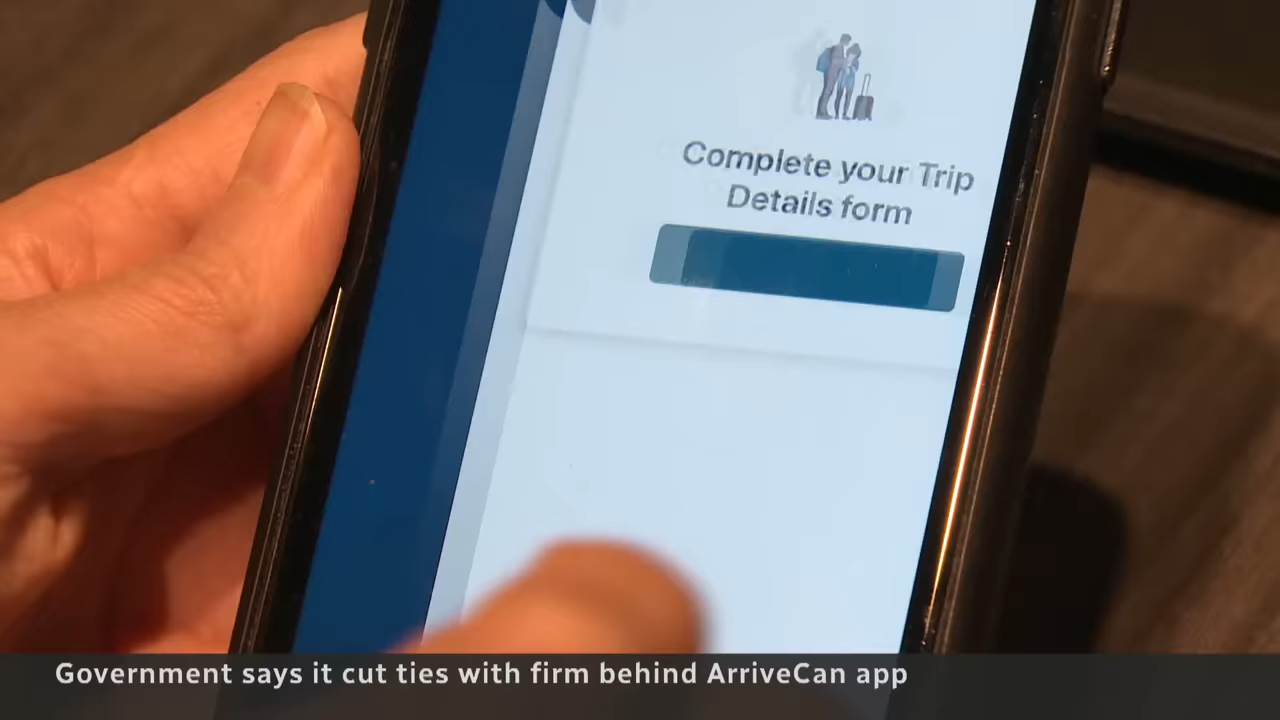 Complete your Trip
Details form
Government says it cut ties with firm behind ArriveCan app